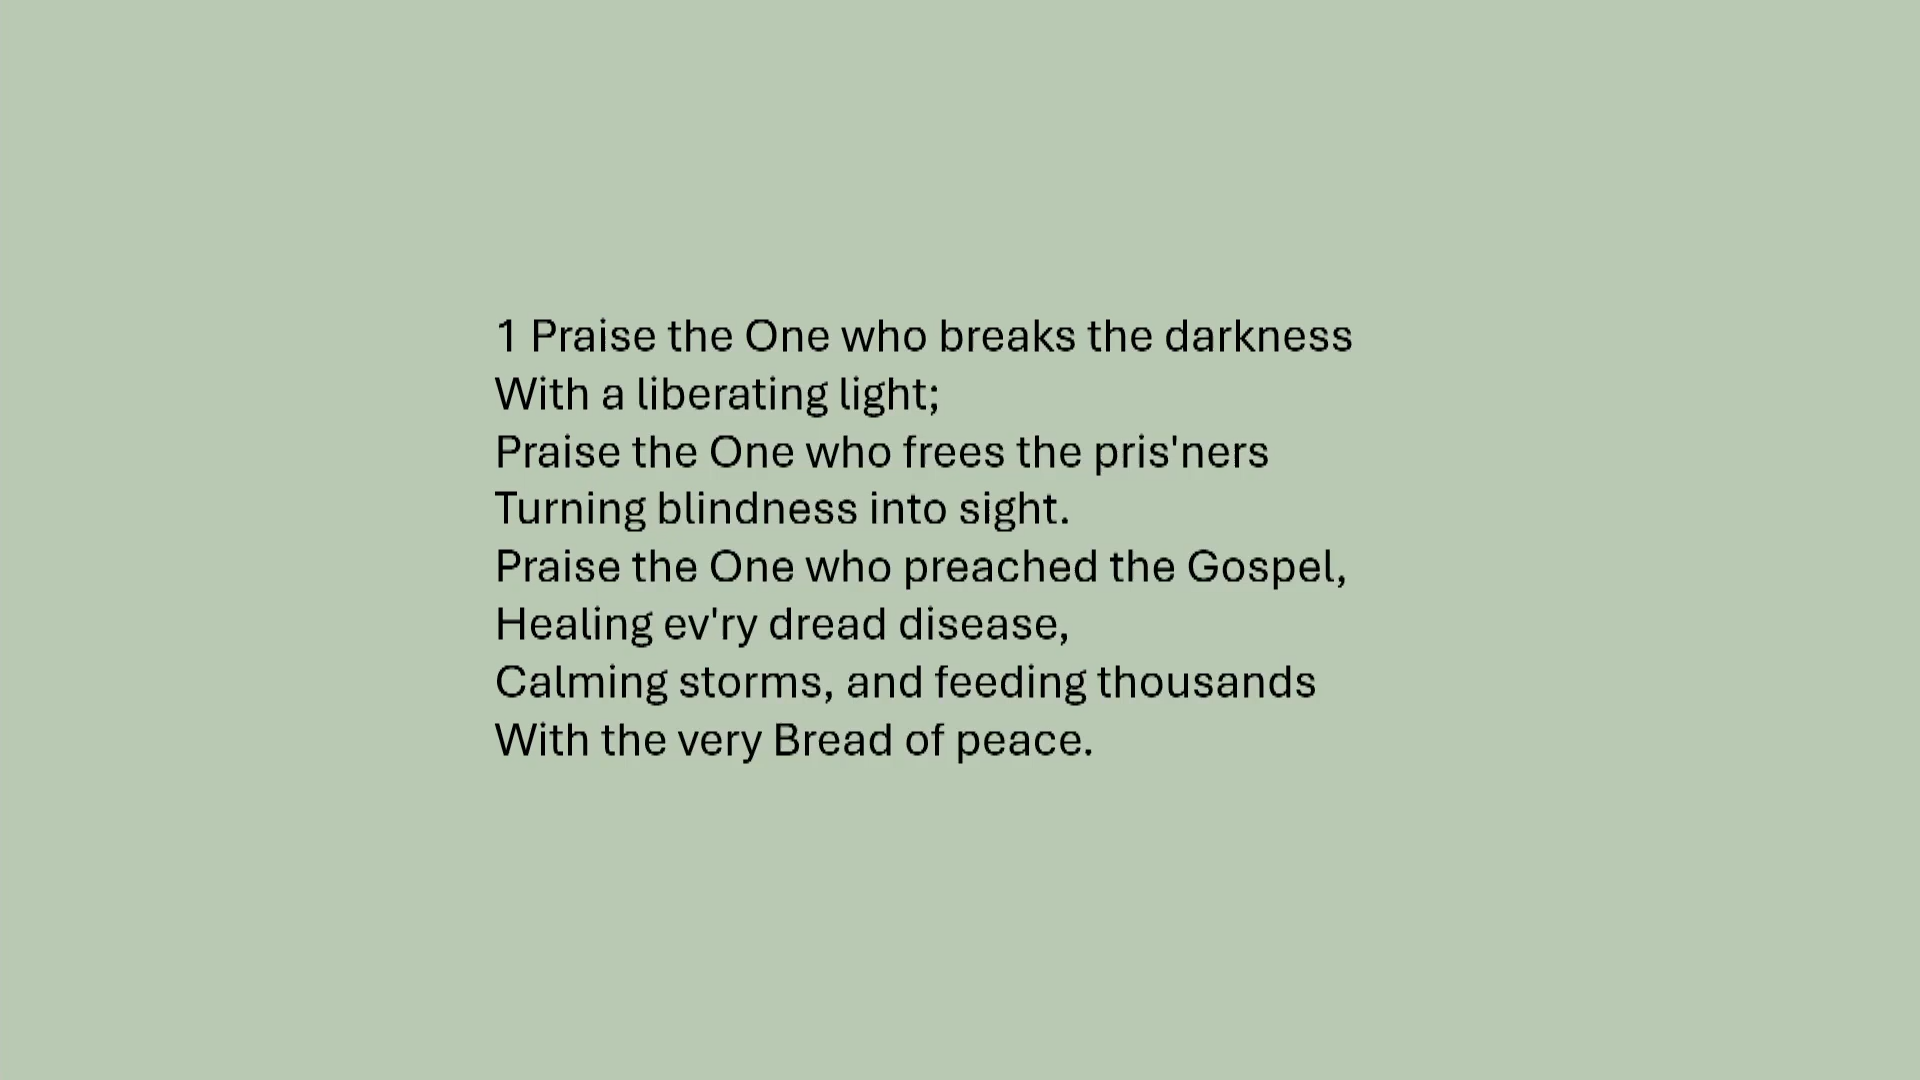 1 Praise the One who breaks the darkness
With a liberating light;
Praise the One who frees the pris'ners
Turning blindness into sight.
Praise the One who preached the Gospel,
Healing ev'ry dread disease,
Calming storms, and feeding thousands
With the very Bread of peace.